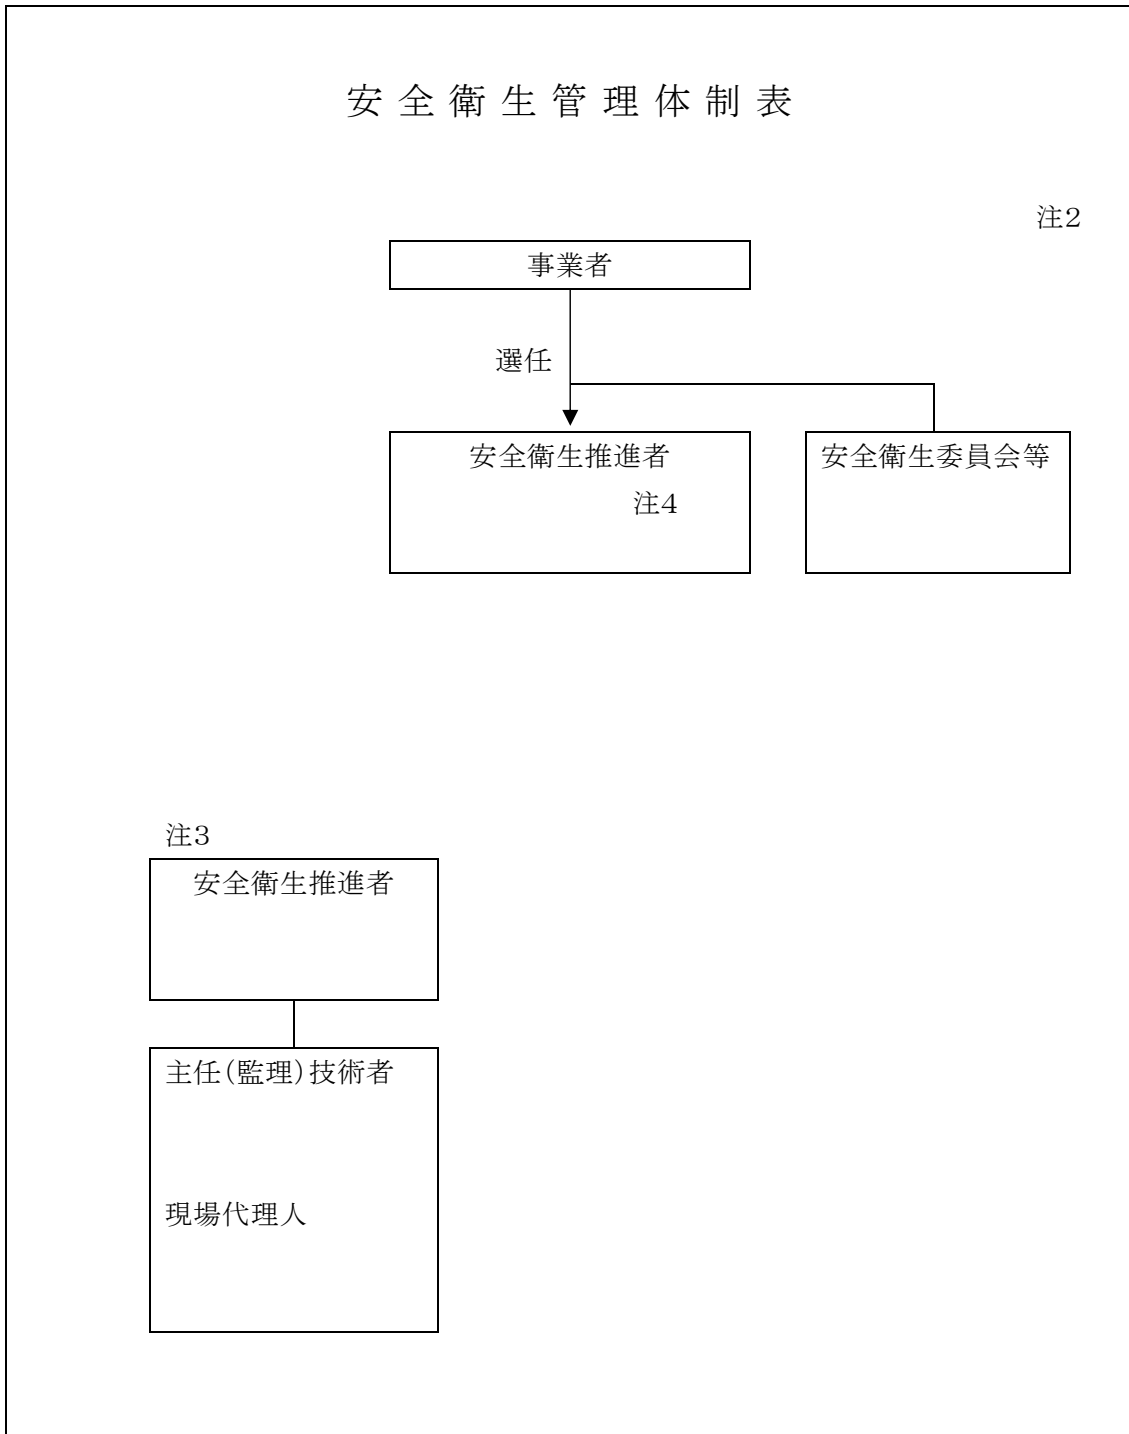 安全衛生管理体制表
注2
事業者
選任
安全衛生推進者
注4
安全衛生委員会等
注3
安全衛生推進者
主任(監理)技術者
現場代理人